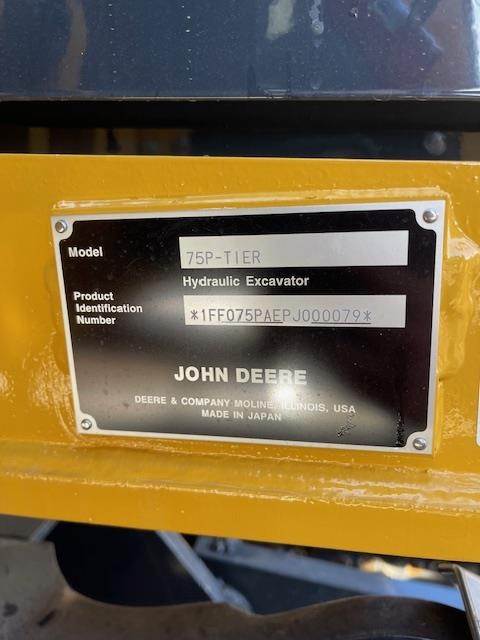 Model
75P-TIER
Hydraulic Excavator
Product
Identification
Number
*1FF075PAEPJ000079*
JOHN DEERE
DEERE & COMPANY MOLINE, ILLINOIS, USA
MADE IN JAPAN